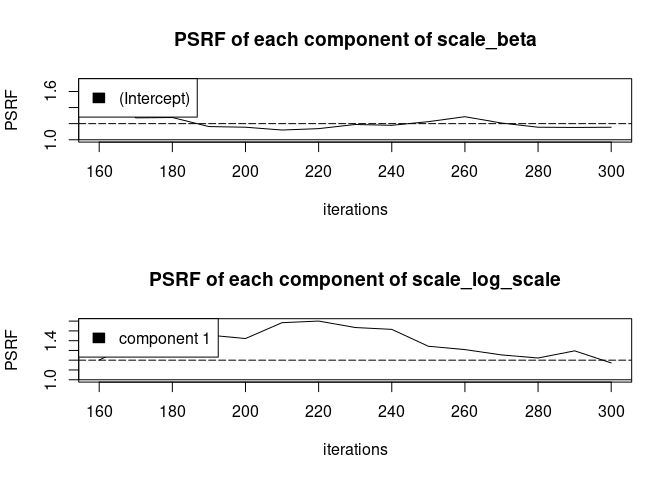 PSRF of each component of scale_beta
PSRF
1.6
1.0
(Intercept)
160 180 200 220 240 260 280 300
iterations
PSRF of each component of scale_log_scale
PSRF
1.4
1.0
component 1
160 180 200 220 240 260 280 300
iterations